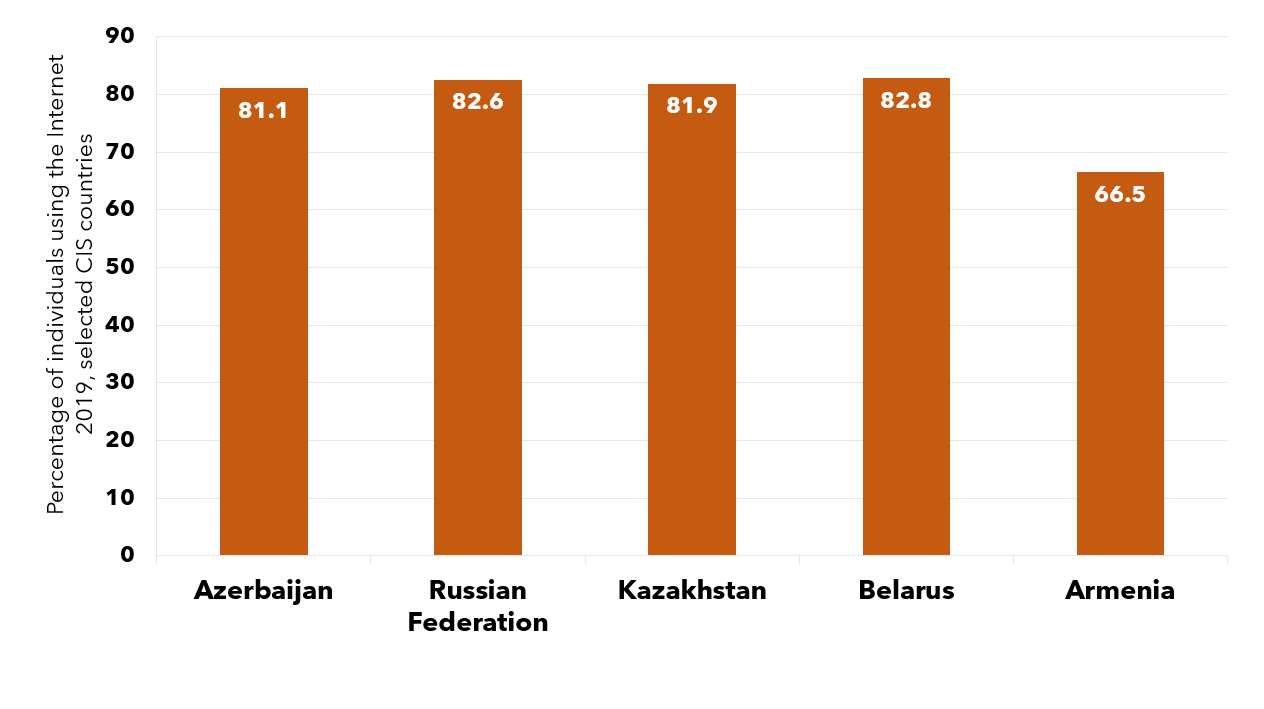 Percentage of individuals using the Internet
2019, selected CIS countries
90
80
70
60
50
40
30
20
10
0
81.1
82.6
81.9
82.8
66.5
Azerbaijan
Russian
Federation
Kazakhstan
Belarus
Armenia